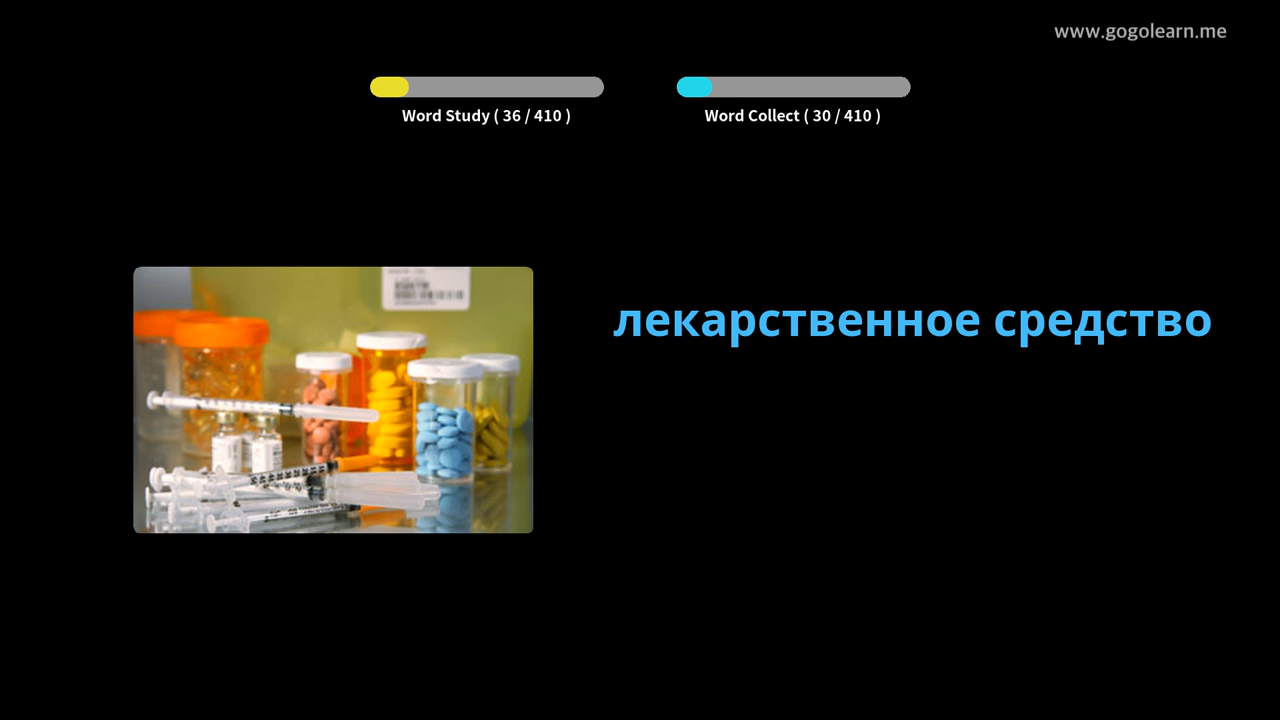 www.gogolearn.me
Word Study ( 36 / 410 )
Word Collect ( 30 / 410 )
лекарственное средство